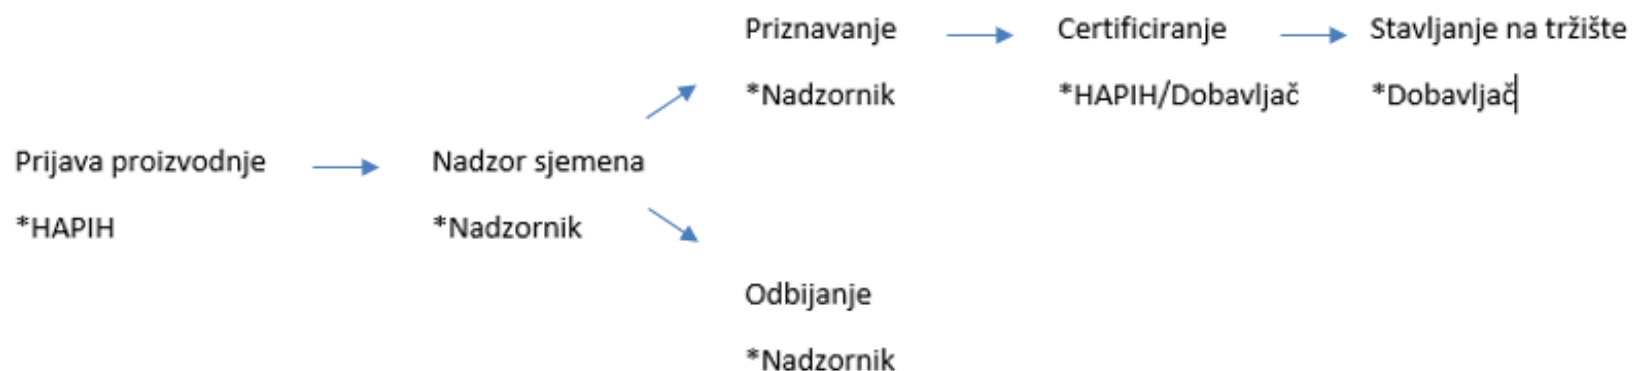 Priznavanje
Certificiranje
Stavljanje na tržište
*Nadzornik
*HAPIH/Dobavljač
*Dobavljač
Prijava proizvodnje
Nadzor sjemena
*HAPIH
*Nadzornik
Odbijanje
*Nadzornik